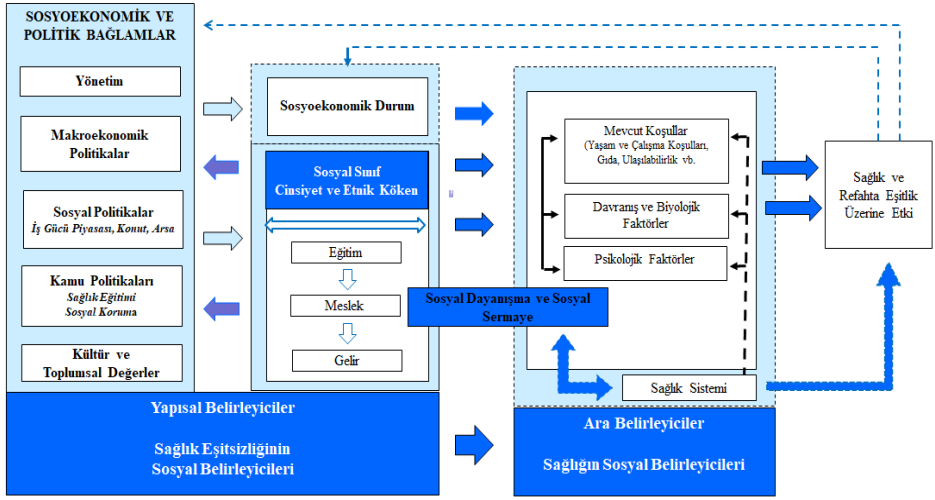 SOSYOEKONOMİK VE
POLİTİK BAĞLAMLAR
Yönetim
Makroekonomik
Politikalar
Sosyal Politikalar
İş Gücü Piyasası, Konut, Arsa
Kamu Politikaları
Sağlık Eğitimi
Sosyal Koruma
Kültür ve
Toplumsal Değerler
Sosyoekonomik Durum
Sosyal Sınıf
Cinsiyet ve Etnik Köken
Eğitim
Meslek
Gelir
Sosyal Dayanışma ve Sosyal
Sermaye
Mevcut Koşullar
(Yaşam ve Çalışma Koşulları,
Gıda, Ulaşılabilirlik vb.
Davranış ve Biyolojik
Faktörler
Psikolojik Faktörler
Sağlık Sistemi
Sağlık ve
Refahta Eşitlik
Üzerine Etki
Yapısal Belirleyiciler
Sağlık Eşitsizliğinin
Sosyal Belirleyicileri
Ara Belirleyiciler
Sağlığın Sosyal Belirleyicileri